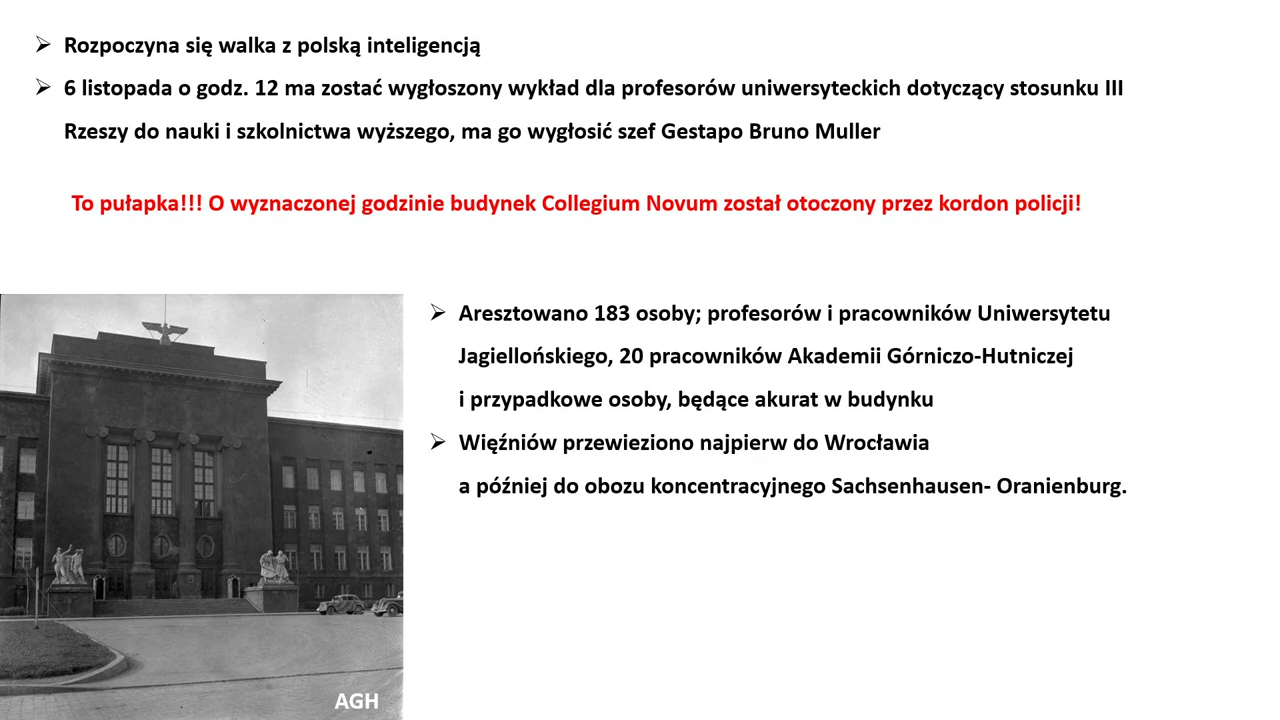 Rozpoczyna się walka z polską inteligencją
6 listopada o godz. 12 ma zostać wygłoszony wykład dla profesorów uniwersyteckich dotyczący stosunku III
Rzeszy do nauki i szkolnictwa wyższego, ma go wygłosić szef Gestapo Bruno Muller
To pułapka!!! O wyznaczonej godzinie budynek Collegium Novum został otoczony przez kordon policji!
Aresztowano 183 osoby; profesorów i pracowników Uniwersytetu
Jagiellońskiego, 20 pracowników Akademii Górniczo-Hutniczej
i przypadkowe osoby, będące akurat w budynku
Więźniów przewieziono najpierw do Wrocławia
a później do obozu koncentracyjnego Sachsenhausen- Oranienburg.
AGH